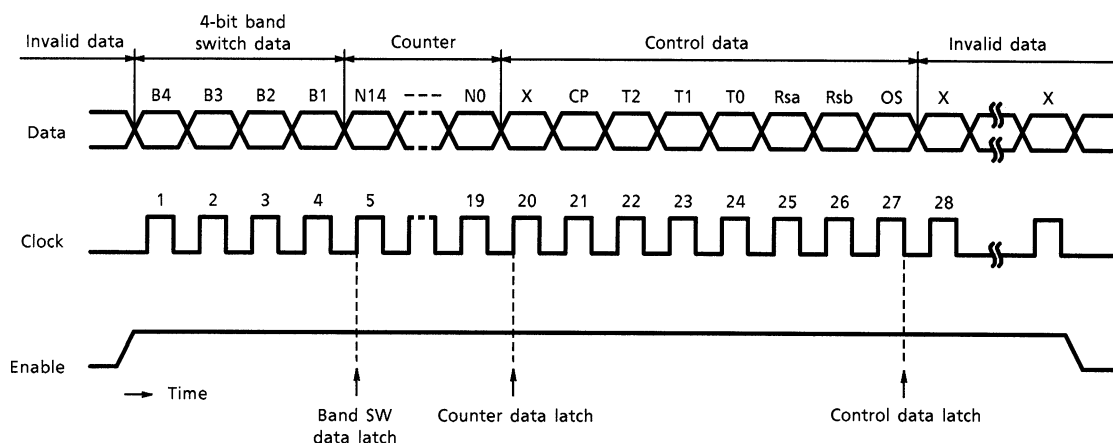 Invalid data
4-bit band
switch data
Counter
Control data
Invalid data
B4 B3 B2 B1 N14 ---- N0 X CP T2 T1 T0 Rsa Rsb OS X X
Data
1 2 3 4 5 19 20 21 22 23 24 25 26 27 28
Clock
Enable
Time
Band SW
data latch
Counter data latch
Control data latch